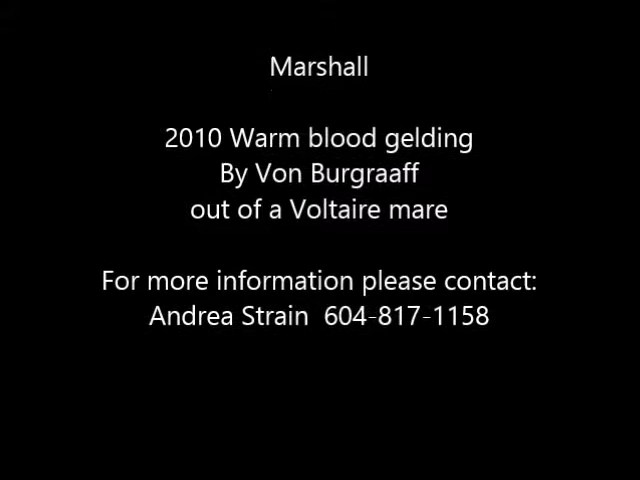 Marshall
2010 Warm blood gelding
By Von Burgraaff
out of a Voltaire mare
For more information please contact:
Andrea Strain  604-817-1158